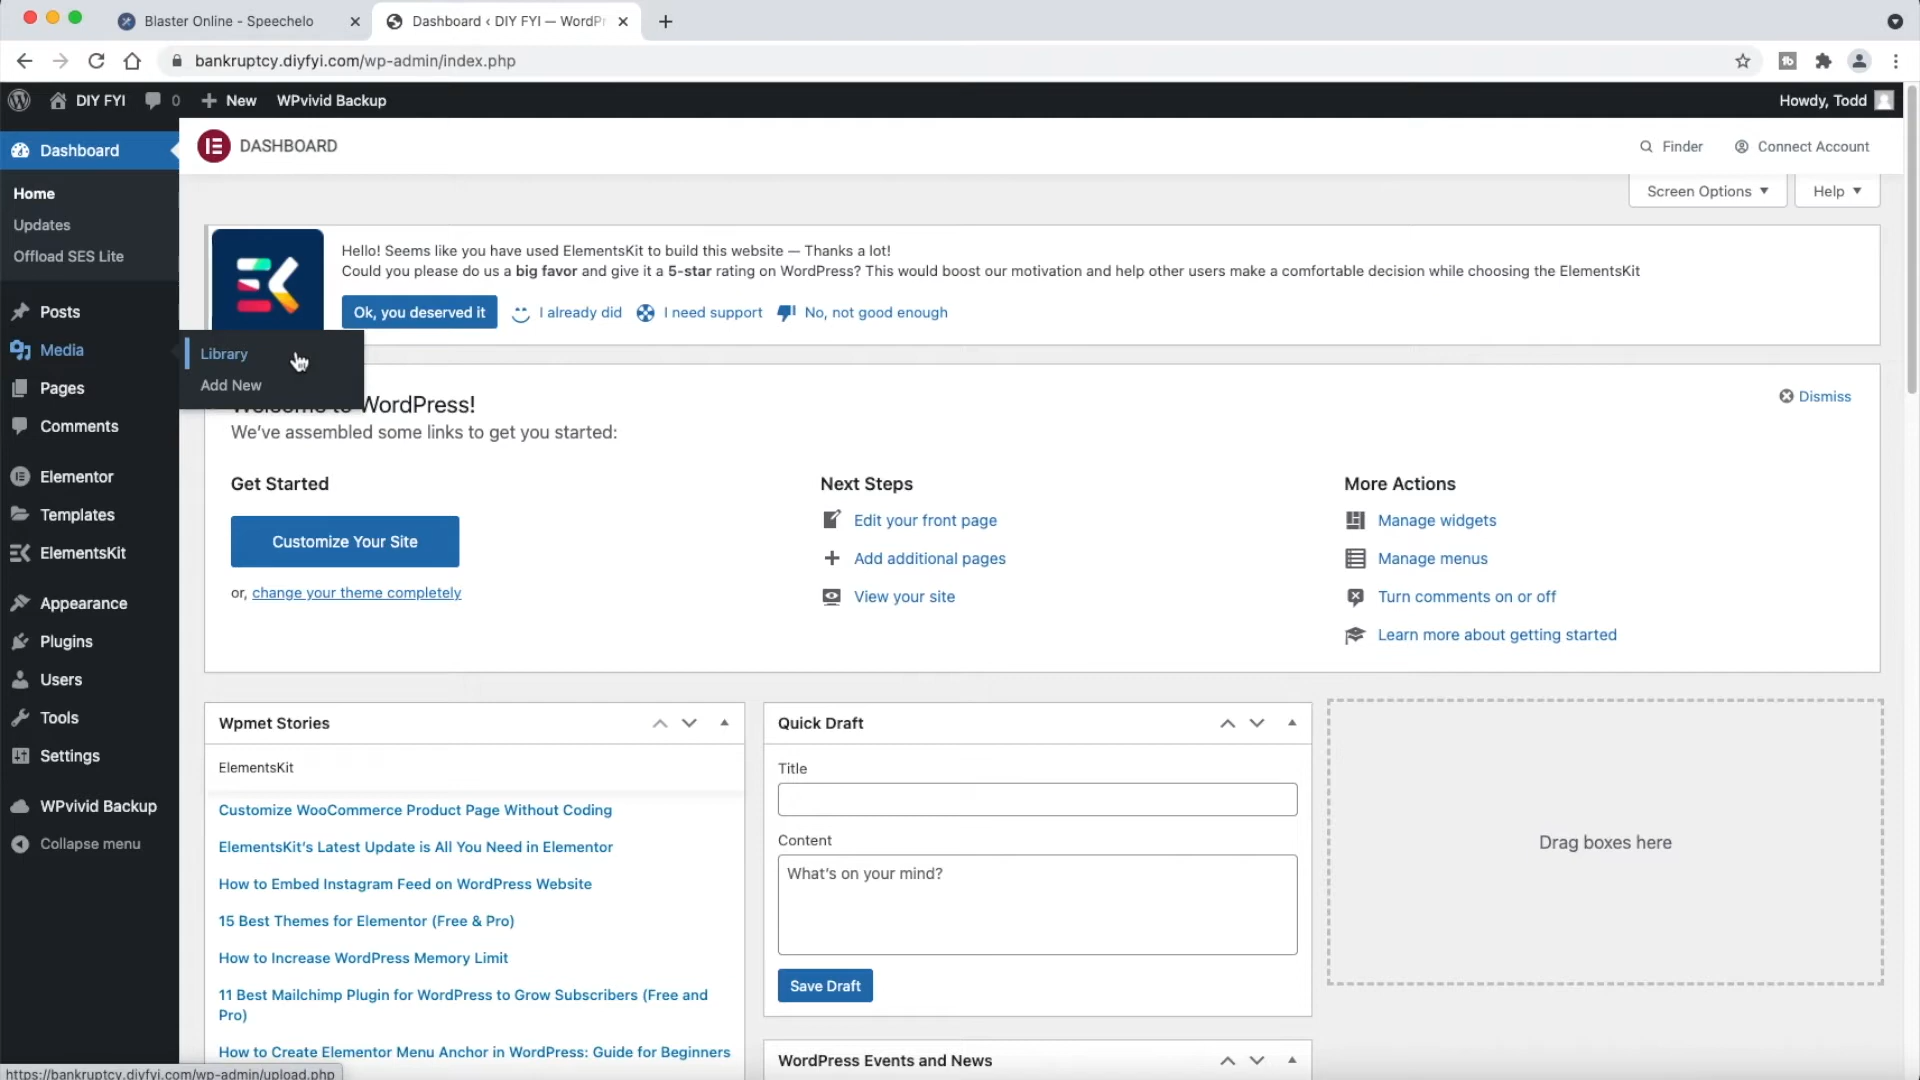 Blaster Online - Speechelo
Dashboard ‹ DIY FYI — WordPr
bankruptcy.diyfyi.com/wp-admin/index.php
DIY FYI
0
New
WPvivid Backup
Howdy, Todd
Dashboard
Home
Updates
Offload SES Lite
Posts
Media
Library
Add New
Pages
Comments
Elementor
Templates
ElementsKit
Appearance
Plugins
Users
Tools
Settings
WPvivid Backup
Collapse menu
DASHBOARD
Finder
Connect Account
Screen Options
Help
Hello! Seems like you have used ElementsKit to build this website — Thanks a lot!
Could you please do us a big favor and give it a 5-star rating on WordPress? This would boost our motivation and help other users make a comfortable decision while choosing the ElementsKit
Ok, you deserved it
I already did
I need support
No, not good enough
Welcome to WordPress!
We've assembled some links to get you started:
Dismiss
Get Started
Customize Your Site
or, change your theme completely
Next Steps
Edit your front page
Add additional pages
View your site
More Actions
Manage widgets
Manage menus
Turn comments on or off
Learn more about getting started
Wpmet Stories
ElementsKit
Customize WooCommerce Product Page Without Coding
ElementsKit's Latest Update is All You Need in Elementor
How to Embed Instagram Feed on WordPress Website
15 Best Themes for Elementor (Free & Pro)
How to Increase WordPress Memory Limit
11 Best Mailchimp Plugin for WordPress to Grow Subscribers (Free and
Pro)
How to Create Elementor Menu Anchor in WordPress: Guide for Beginners
Quick Draft
Title
Content
What's on your mind?
Save Draft
WordPress Events and News
Drag boxes here
https://bankruptcy.diyfyi.com/wp-admin/upload.php